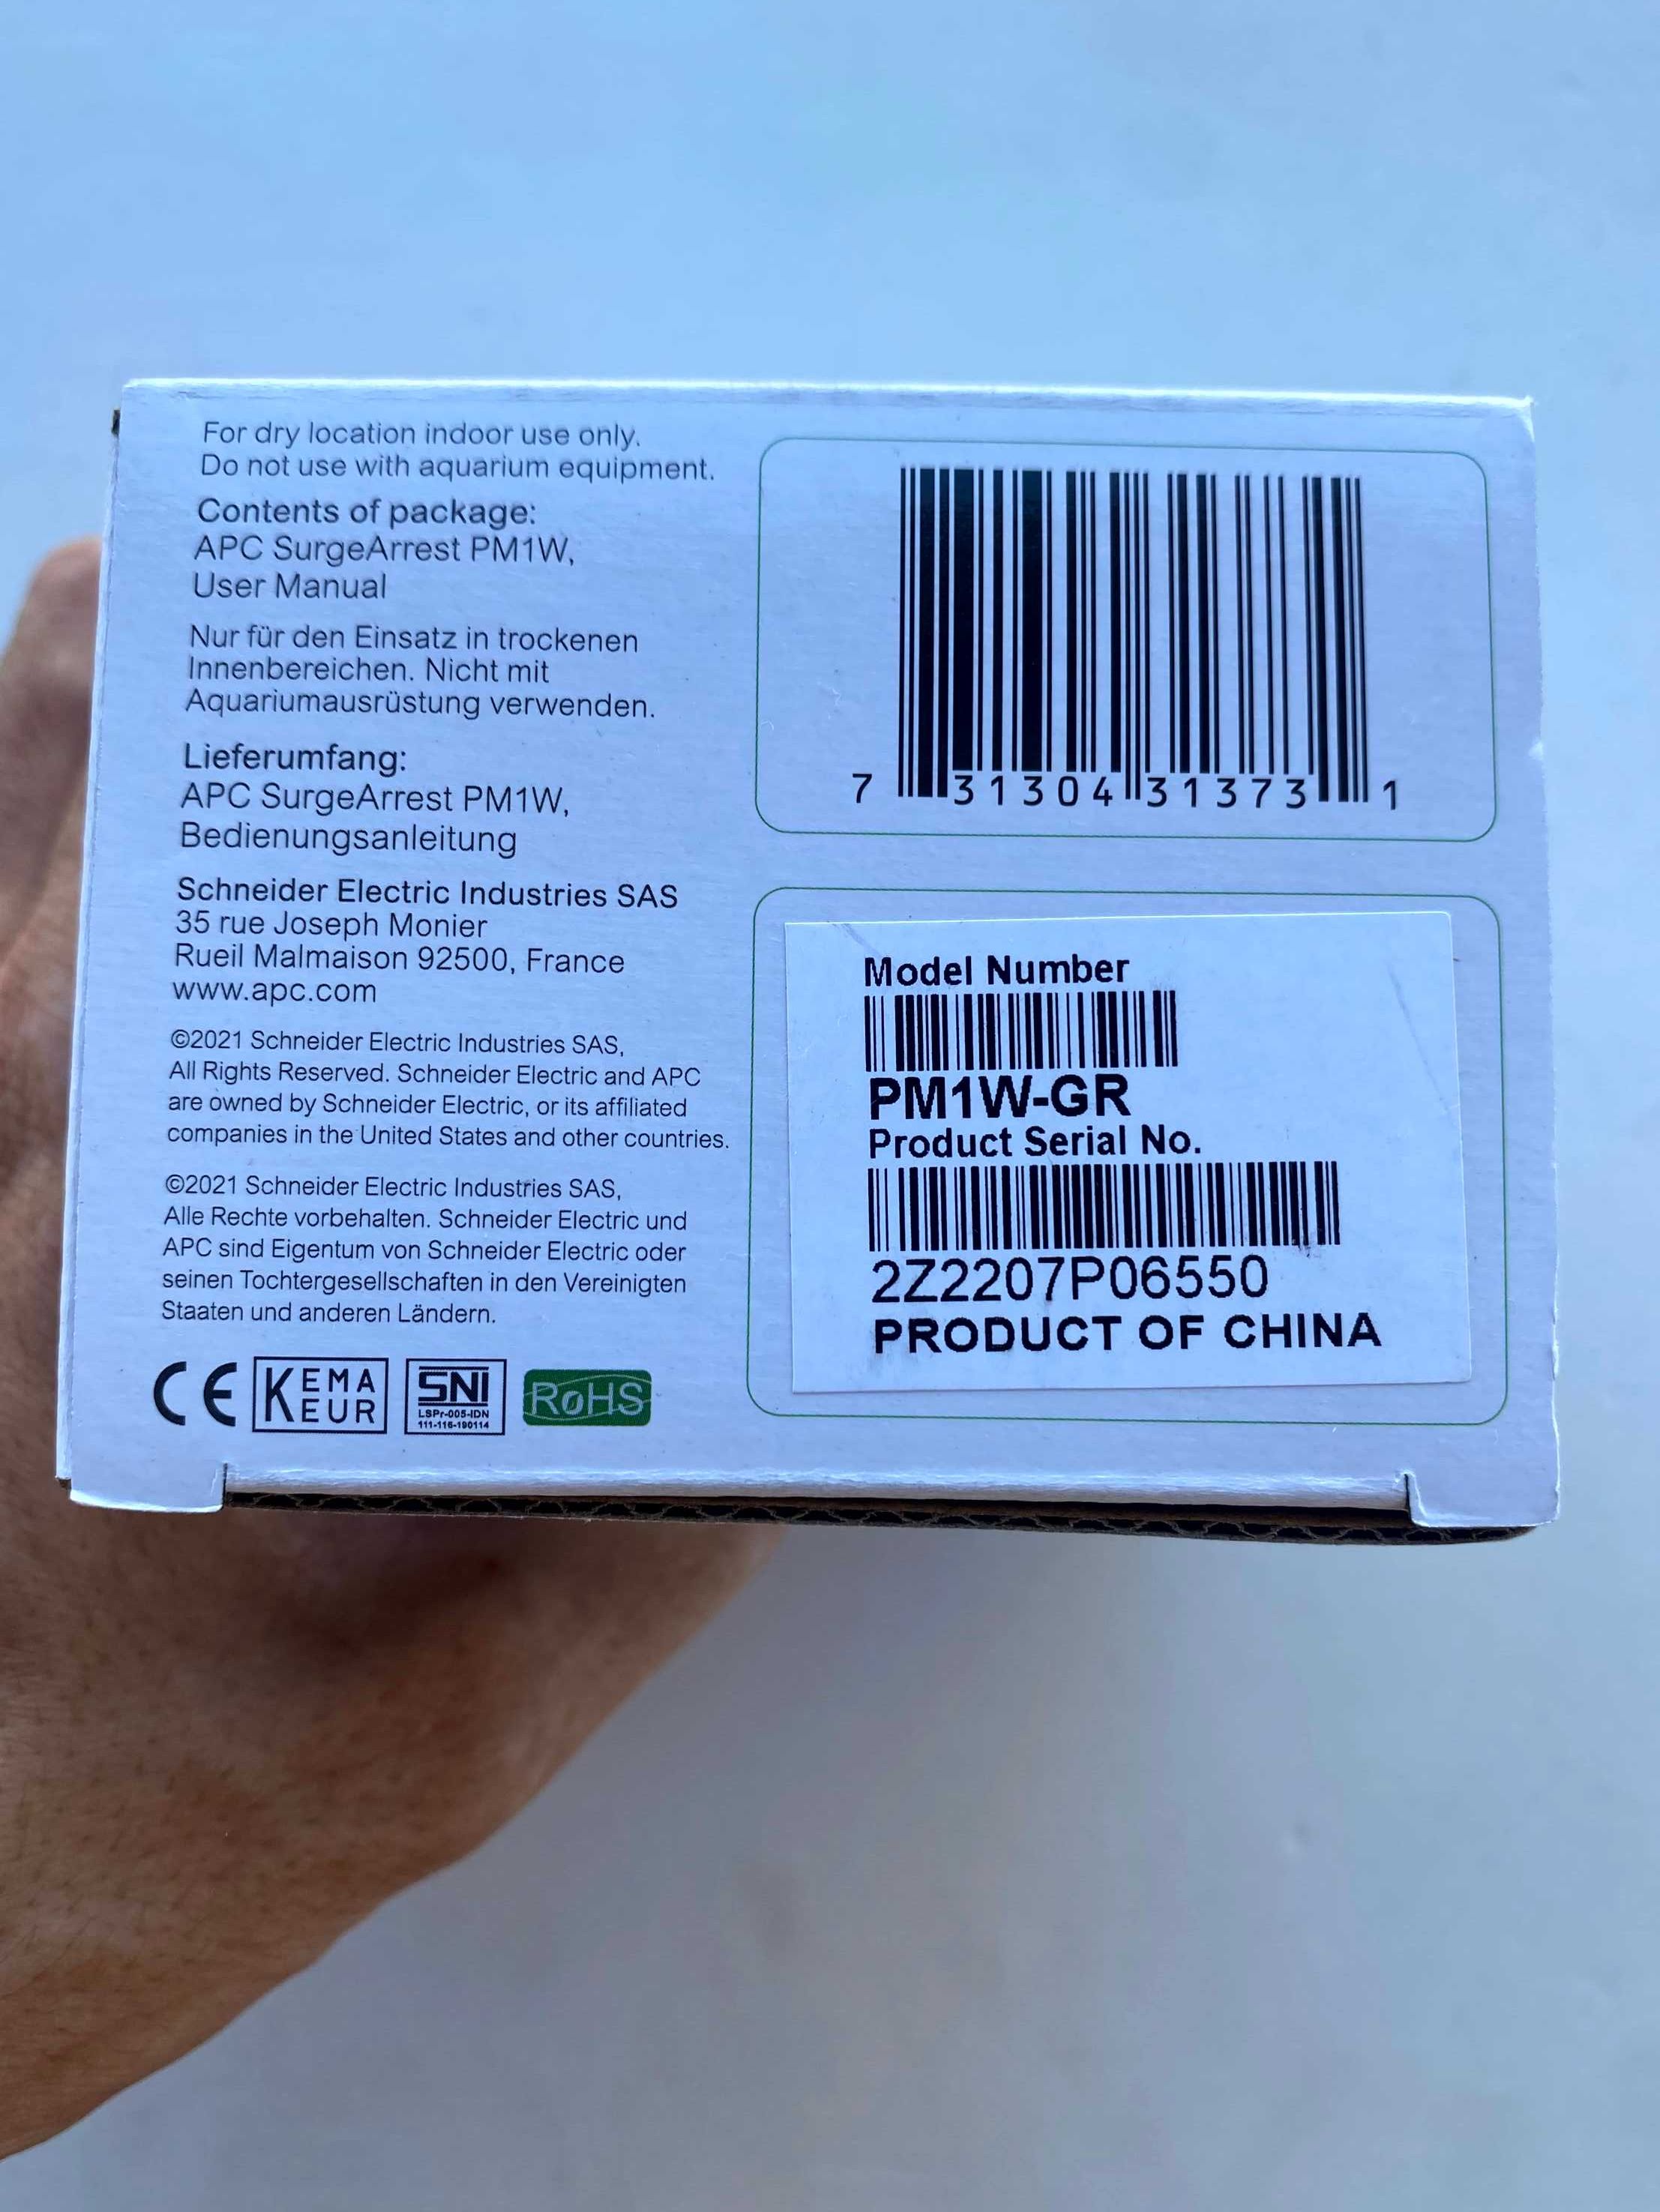 For dry location indoor use only.
Do not use with aquarium equipment.
Contents of package:
APC SurgeArrest PM1W,
User Manual
Nur für den Einsatz in trockenen
Innenbereichen. Nicht mit
Aquariumausrüstung verwenden.
Lieferumfang:
APC SurgeArrest PM1W,
Bedienungsanleitung
Schneider Electric Industries SAS
35 rue Joseph Monier
Rueil Malmaison 92500, France
www.apc.com
©2021 Schneider Electric Industries SAS,
All Rights Reserved. Schneider Electric and APC
are owned by Schneider Electric, or its affiliated
companies in the United States and other countries.
©2021 Schneider Electric Industries SAS,
Alle Rechte vorbehalten. Schneider Electric und
APC sind Eigentum von Schneider Electric oder
seinen Tochtergesellschaften in den Vereinigten
Staaten und anderen Ländern.
CE
KEMA
KEUR
SNI
LSPr-005-IDN
111-116-190114
RoHS
7 31304 31373 1
Model Number
PM1W-GR
Product Serial No.
2Z2207P06550
PRODUCT OF CHINA